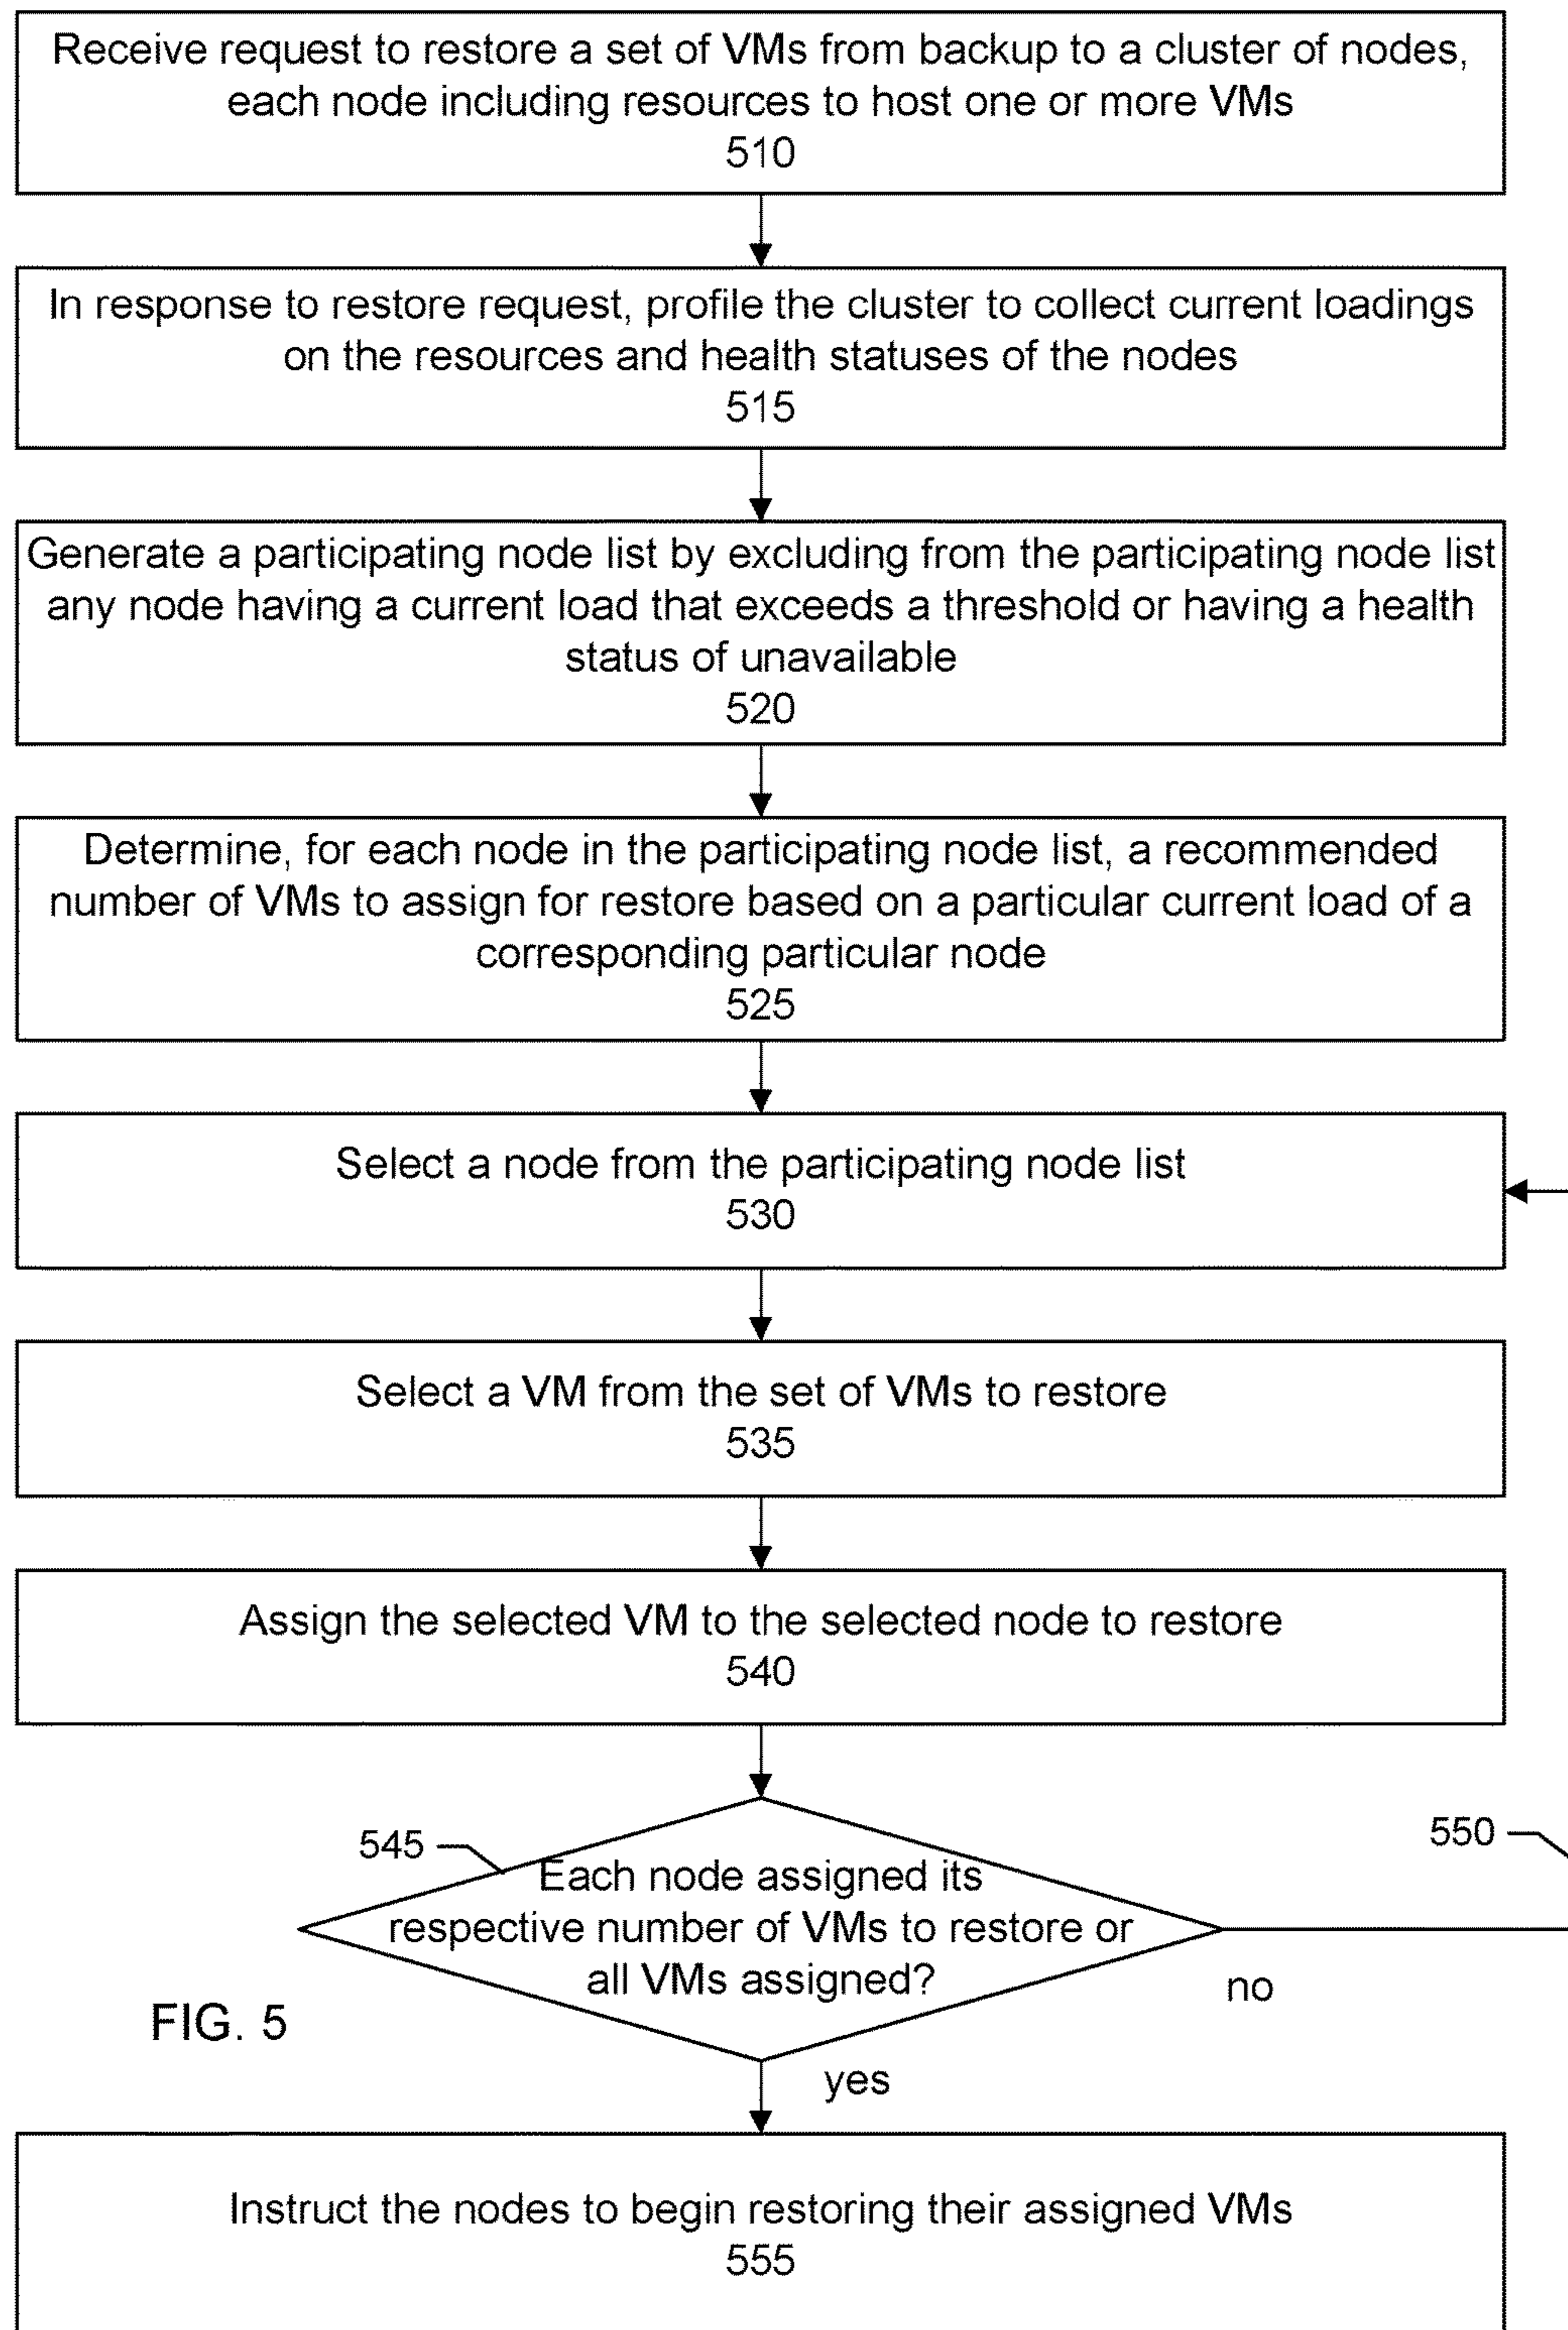 Receive request to restore a set of VMs from backup to a cluster of nodes,
each node including resources to host one or more VMs
510
In response to restore request, profile the cluster to collect current loadings
on the resources and health statuses of the nodes
515
Generate a participating node list by excluding from the participating node list
any node having a current load that exceeds a threshold or having a health
status of unavailable
520
Determine, for each node in the participating node list, a recommended
number of VMs to assign for restore based on a particular current load of a
corresponding particular node
525
Select a node from the participating node list
530
Select a VM from the set of VMs to restore
535
Assign the selected VM to the selected node to restore
540
545
550
Each node assigned its
respective number of VMs to restore or
all VMs assigned?
no
FIG. 5
yes
Instruct the nodes to begin restoring their assigned VMs
555